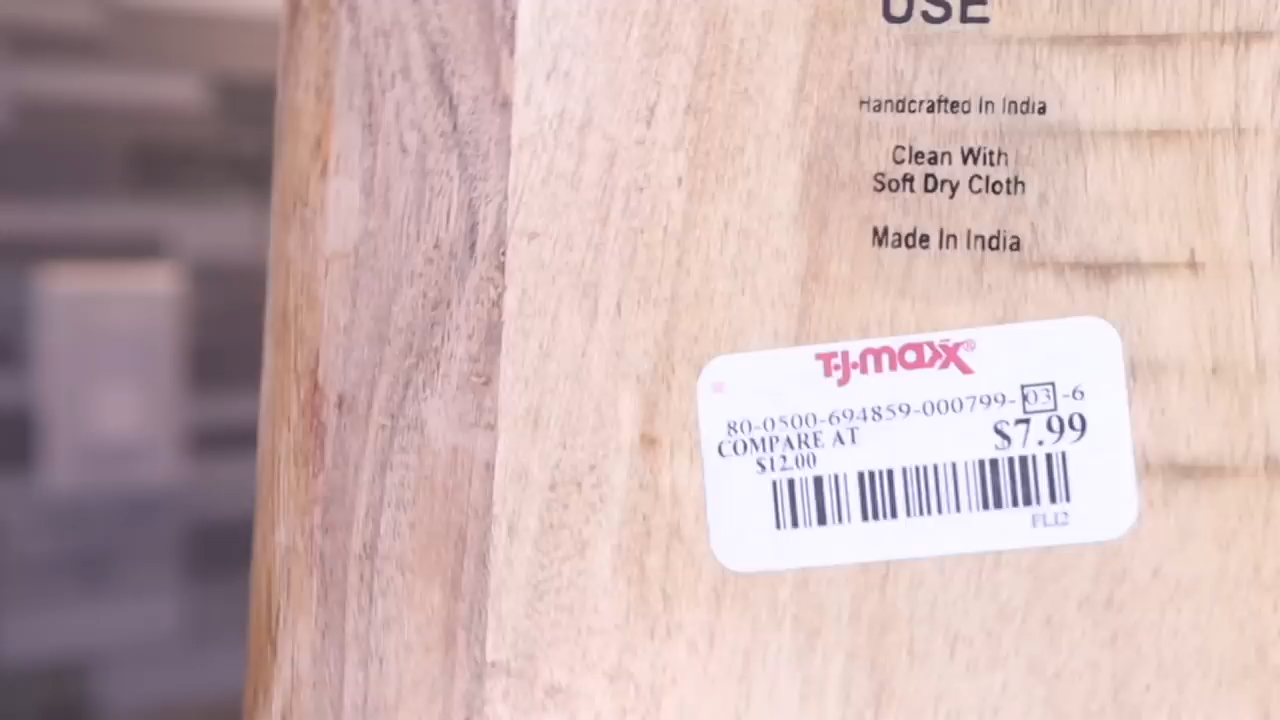 USE
Handcrafted In India
Clean With
Soft Dry Cloth
Made In India
T·J·maxx®
80-0500-694859-000799-03-6
COMPARE AT $7.99
$12.00
FL12